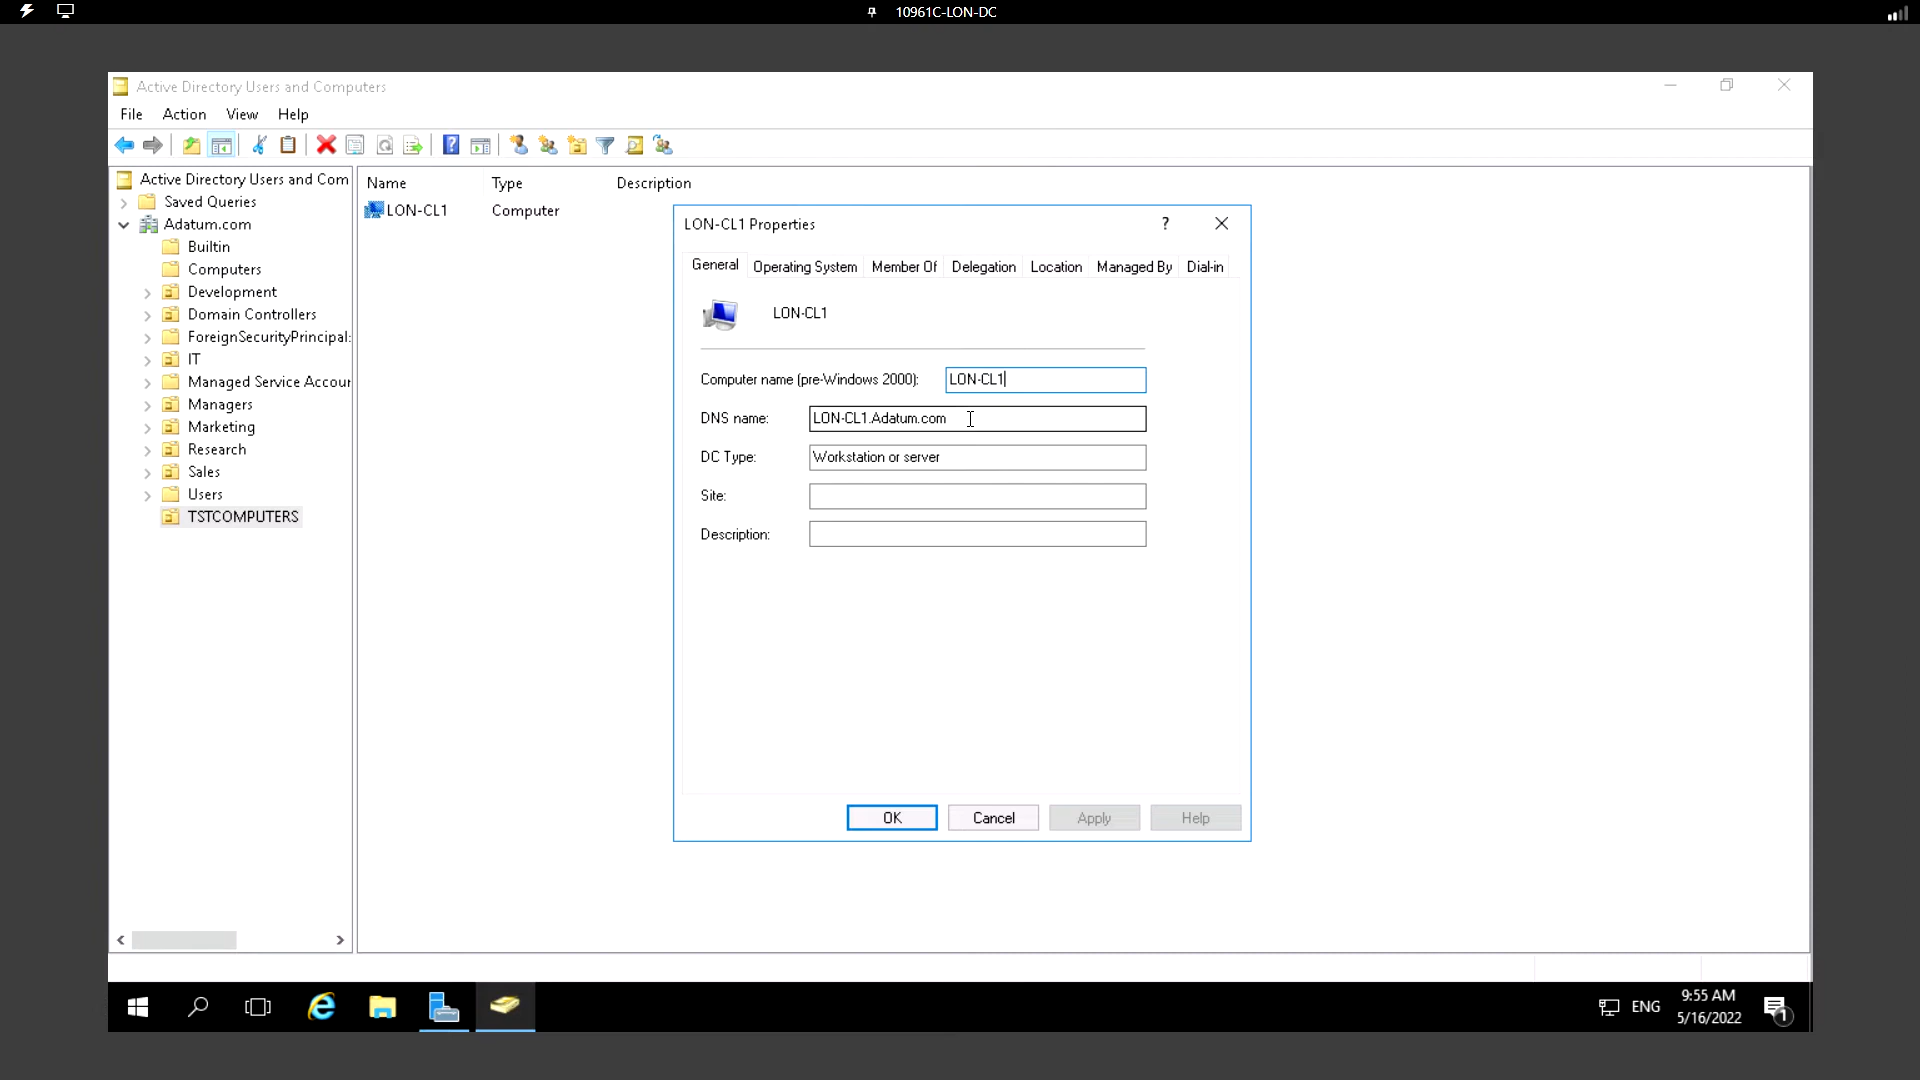 10961C-LON-DC
Active Directory Users and Computers
File Action View Help
Active Directory Users and Com
Saved Queries
Adatum.com
Builtin
Computers
Development
Domain Controllers
ForeignSecurityPrincipal:
IT
Managed Service Accour
Managers
Marketing
Research
Sales
Users
TSTCOMPUTERS
Name Type Description
LON-CL1 Computer
LON-CL1 Properties
?
General Operating System Member Of Delegation Location Managed By Dial-in
LON-CL1
Computer name (pre-Windows 2000): LON-CL1
DNS name: LON-CL1.Adatum.com
DC Type: Workstation or server
Site:
Description:
OK Cancel Apply Help
ENG
9:55 AM
5/16/2022
1